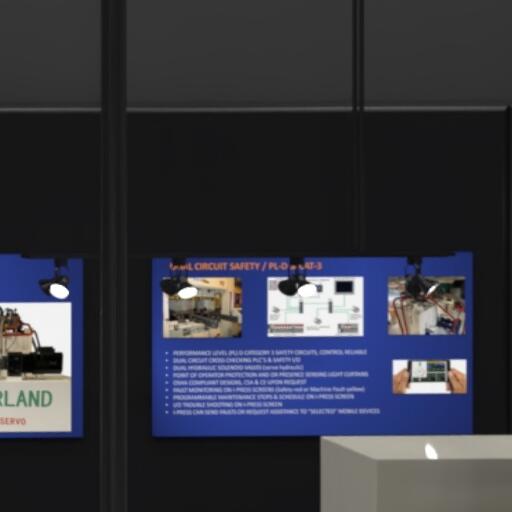 DUAL CIRCUIT SAFETY / PL-D & CAT-3
PERFORMANCE LEVEL (PL) D CATEGORY 3 SAFETY CIRCUITS, CONTROL RELIABLE
DUAL CIRCUIT CROSS CHECKING PLC'S & SAFETY I/O
DUAL HYDRAULIC SOLENOID VALVES (servo hydraulic)
POINT OF OPERATOR PROTECTION AND OR PRESENCE SENSING LIGHT CURTAINS
OSHA COMPLIANT DESIGNS, CSA & CE UPON REQUEST
FAULT MONITORING ON I-PRESS SCREENS (Safety-red or Machine Fault-yellow)
PROGRAMMABLE MAINTENANCE STOPS & SCHEDULE ON I-PRESS SCREEN
I/O TROUBLE SHOOTING ON I-PRESS SCREEN
I-PRESS CAN SEND FAULTS OR REQUEST ASSISTANCE TO "SELECTED" MOBILE DEVICES
RLAND
SERVO